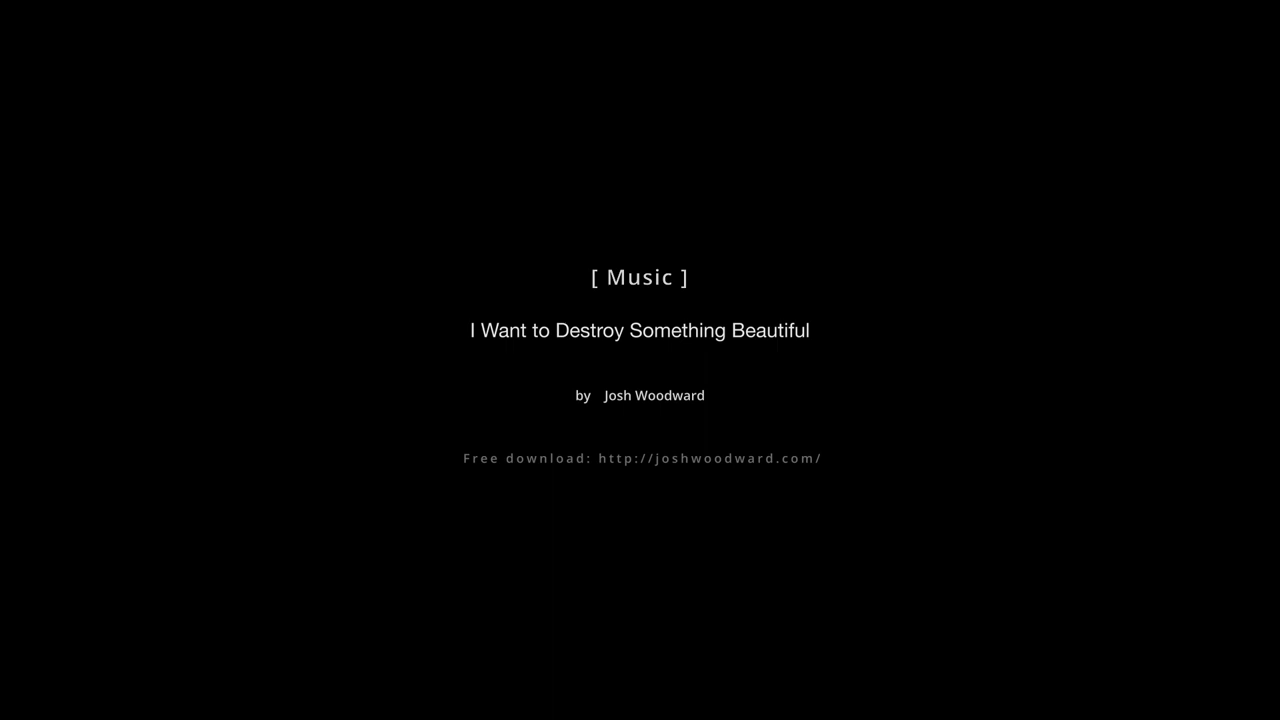 [ Music ]
I Want to Destroy Something Beautiful
by Josh Woodward
Free download: http://joshwoodward.com/